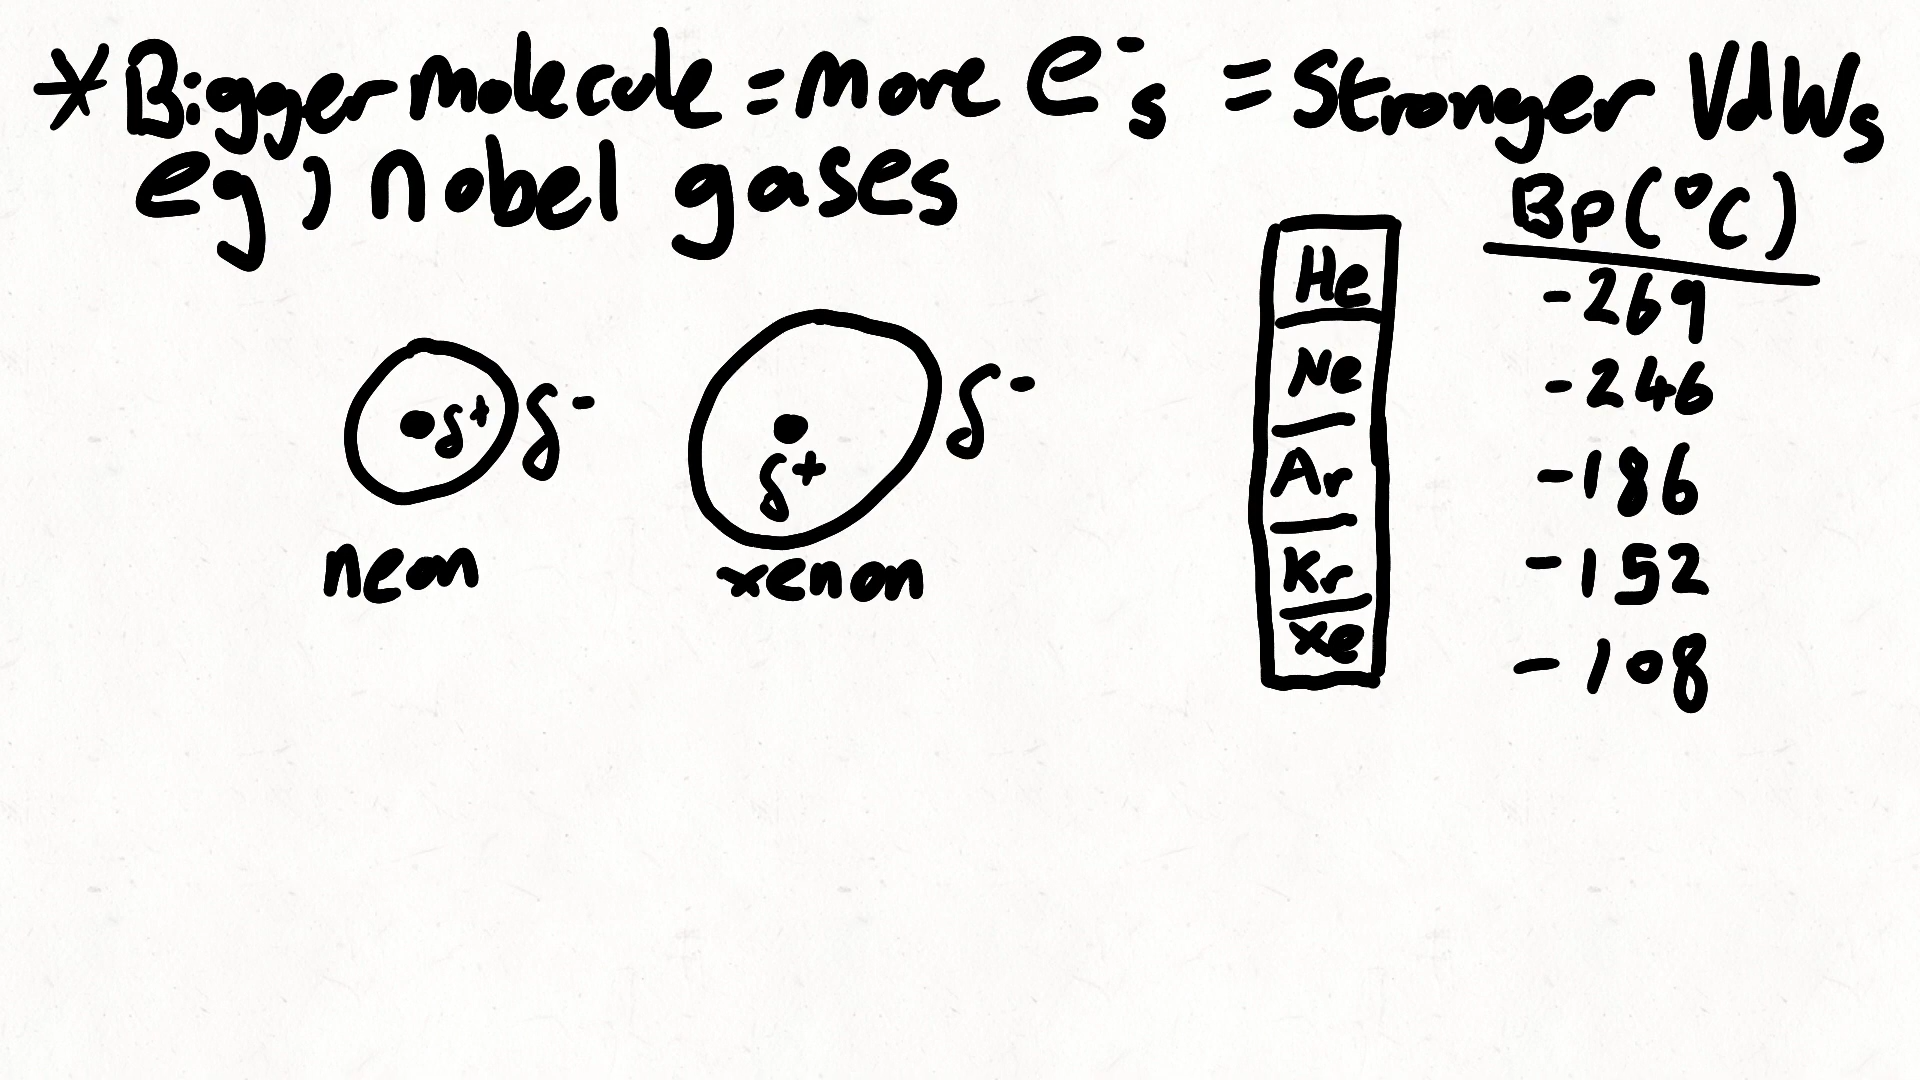 *Bigger molecule = more e⁻s = Stronger VdWs
eg, nobel gases
Bp(°C)
He -269
Ne -246
Ar -186
Kr -152
Xe -108
δ+ δ-
δ+ δ-
neon
xenon